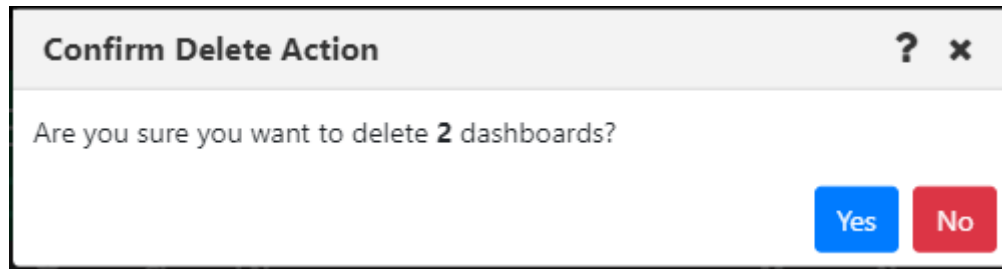 Confirm Delete Action ? ×
Are you sure you want to delete 2 dashboards?
Yes No